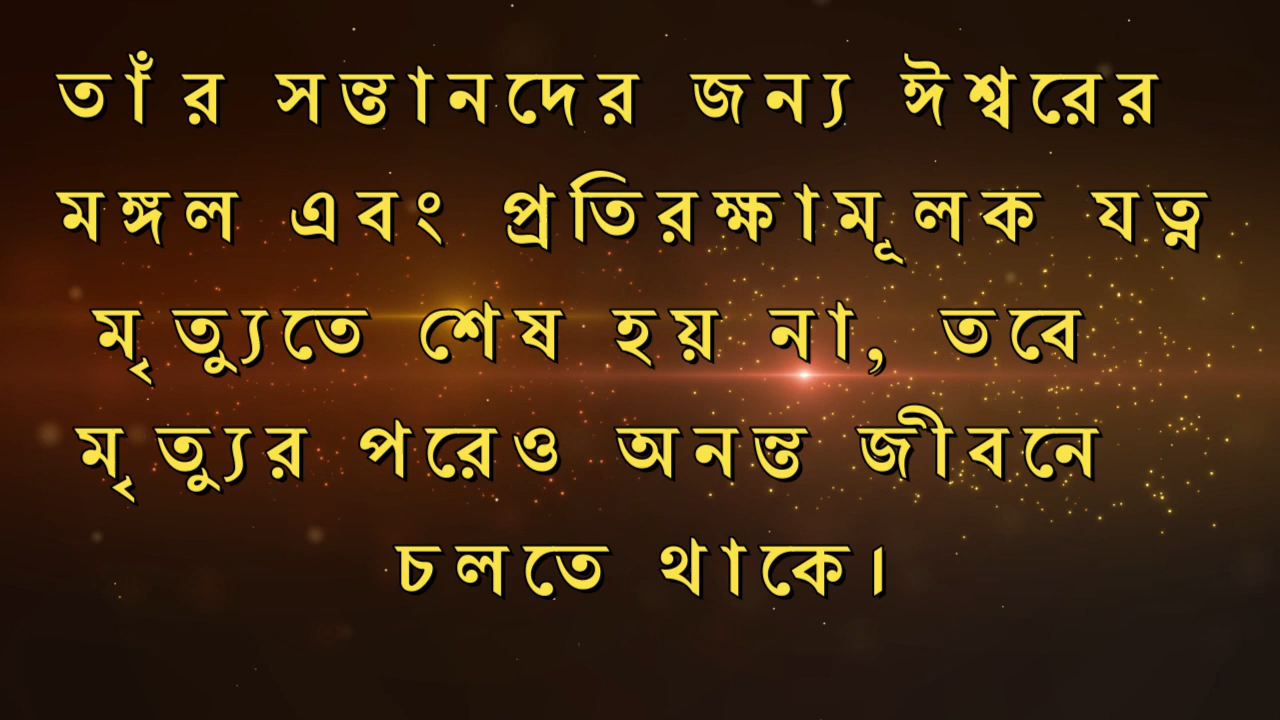 তাঁর সন্তানদের জন্য ঈশ্বরের
মঙ্গল এবং প্রতিরক্ষামূলক যত্ন
মৃত্যুতে শেষ হয় না, তবে
মৃত্যুর পরেও অনন্ত জীবনে
চলতে থাকে।